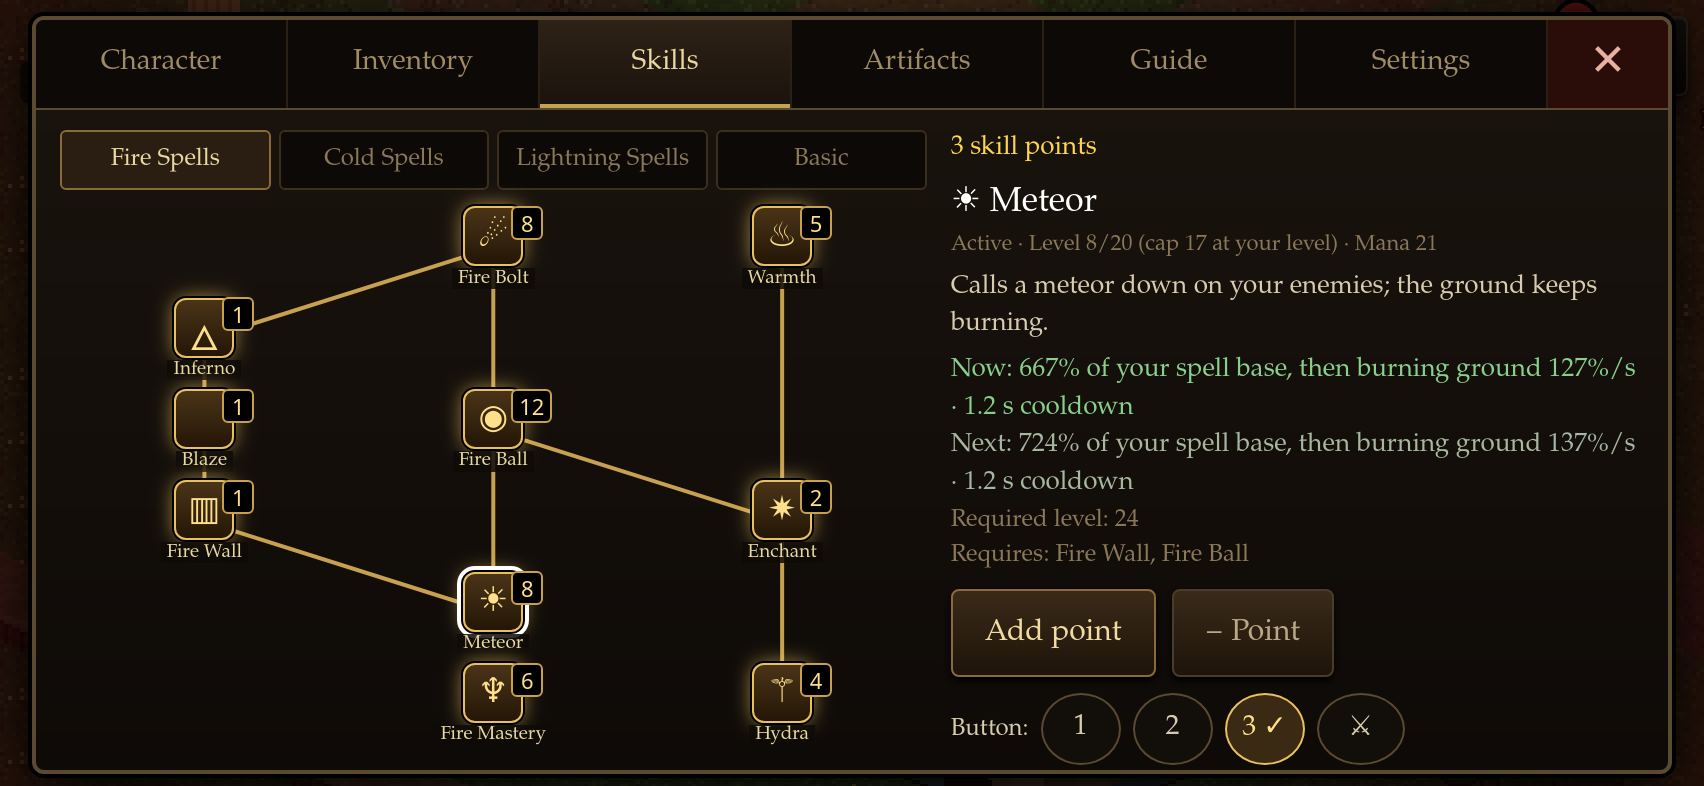 Character
Inventory
Skills
Artifacts
Guide
Settings
✕
Fire Spells
Cold Spells
Lightning Spells
Basic
3 skill points
☀ Meteor
Active · Level 8/20 (cap 17 at your level) · Mana 21
Calls a meteor down on your enemies; the ground keeps
burning.
Now: 667% of your spell base, then burning ground 127%/s
· 1.2 s cooldown
Next: 724% of your spell base, then burning ground 137%/s
· 1.2 s cooldown
Required level: 24
Requires: Fire Wall, Fire Ball
Add point
– Point
Button:
1
2
3 ✓
⚔
8
Fire Bolt
5
Warmth
1
Inferno
1
Blaze
12
Fire Ball
1
Fire Wall
2
Enchant
8
Meteor
6
Fire Mastery
4
Hydra